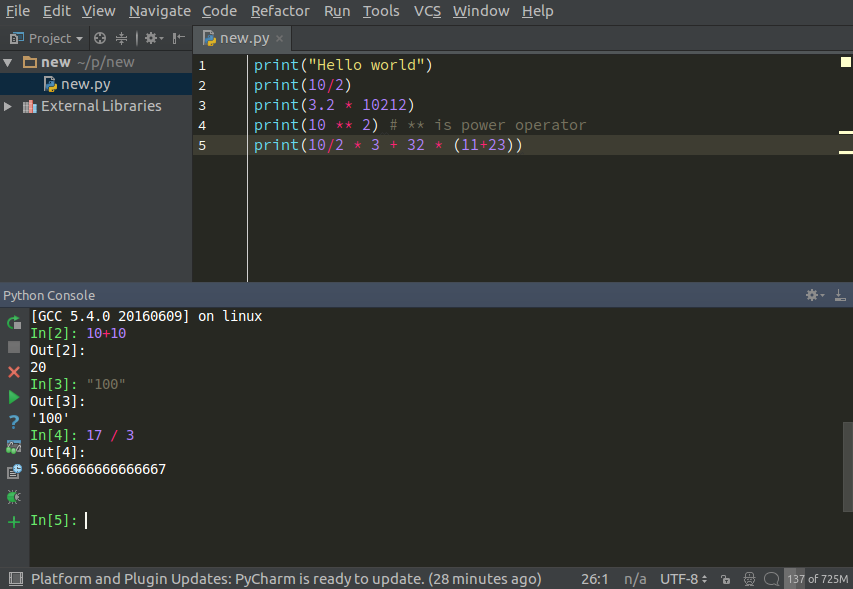 File Edit View Navigate Code Refactor Run Tools VCS Window Help
Project new.py
new ~/p/new
new.py
External Libraries
1 print("Hello world")
2 print(10/2)
3 print(3.2 * 10212)
4 print(10 ** 2) # ** is power operator
5 print(10/2 * 3 + 32 * (11+23))
Python Console
[GCC 5.4.0 20160609] on linux
In[2]: 10+10
Out[2]:
20
In[3]: "100"
Out[3]:
'100'
In[4]: 17 / 3
Out[4]:
5.666666666666667
In[5]:
Platform and Plugin Updates: PyCharm is ready to update. (28 minutes ago) 26:1 n/a UTF-8 137 of 725M